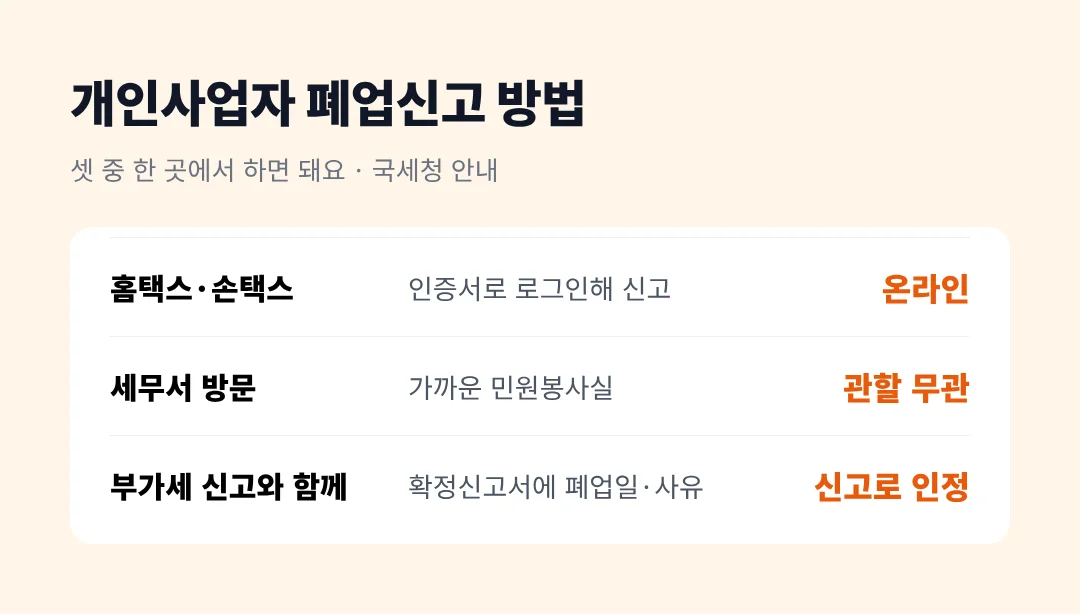 개인사업자 폐업신고 방법
셋 중 한 곳에서 하면 돼요 · 국세청 안내
홈택스·손택스 인증서로 로그인해 신고 온라인
세무서 방문 가까운 민원봉사실 관할 무관
부가세 신고와 함께 확정신고서에 폐업일·사유 신고로 인정